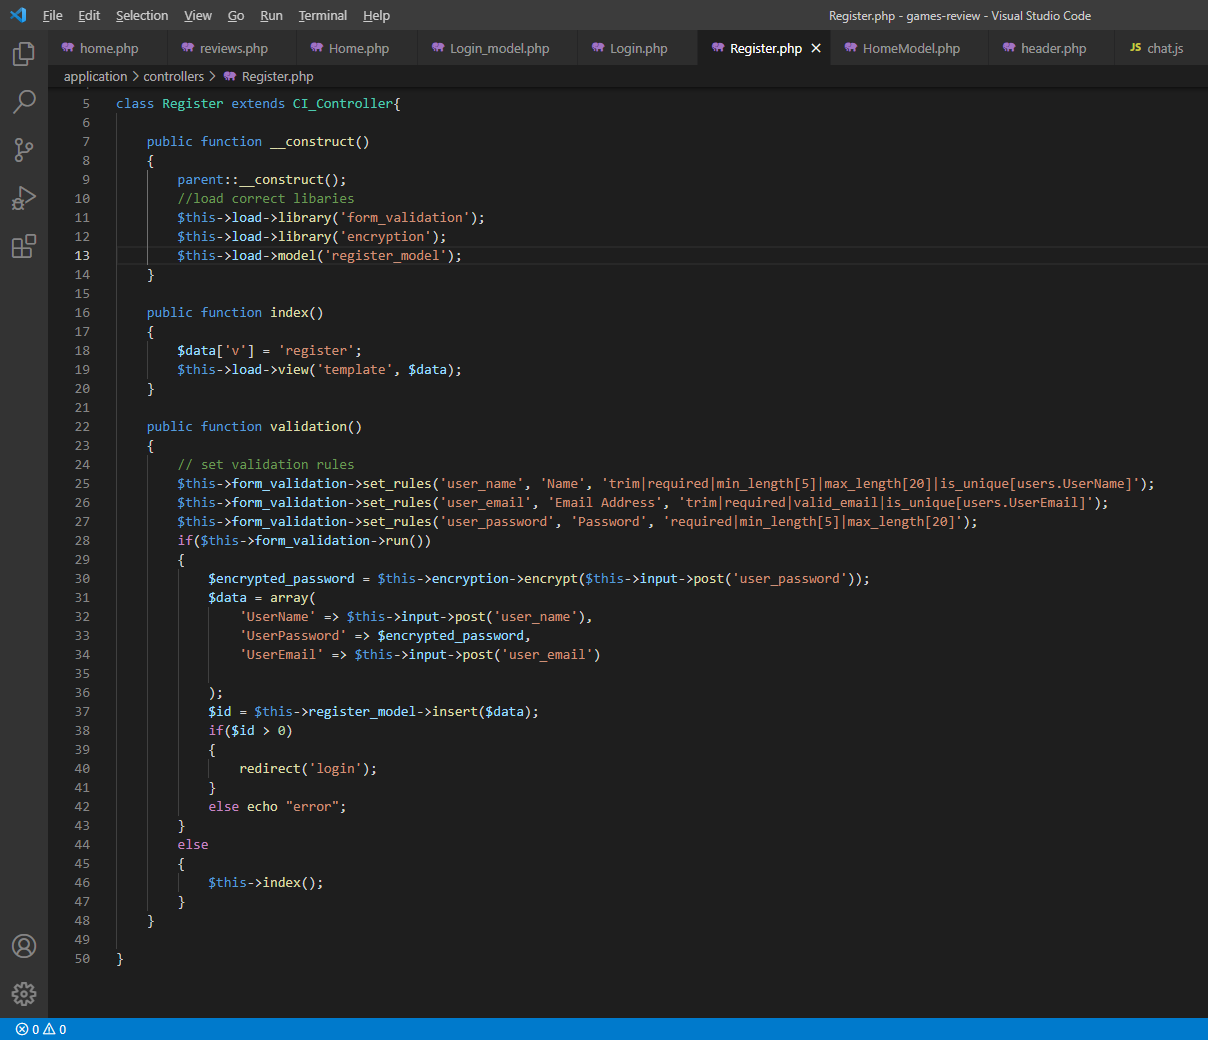 File Edit Selection View Go Run Terminal Help Register.php - games-review - Visual Studio Code
home.php reviews.php Home.php Login_model.php Login.php Register.php HomeModel.php header.php JS chat.js
application > controllers > Register.php
5 class Register extends CI_Controller{
6
7 public function __construct()
8 {
9 parent::__construct();
10 //load correct libaries
11 $this->load->library('form_validation');
12 $this->load->library('encryption');
13 $this->load->model('register_model');
14 }
15
16 public function index()
17 {
18 $data['v'] = 'register';
19 $this->load->view('template', $data);
20 }
21
22 public function validation()
23 {
24 // set validation rules
25 $this->form_validation->set_rules('user_name', 'Name', 'trim|required|min_length[5]|max_length[20]|is_unique[users.UserName]');
26 $this->form_validation->set_rules('user_email', 'Email Address', 'trim|required|valid_email|is_unique[users.UserEmail]');
27 $this->form_validation->set_rules('user_password', 'Password', 'required|min_length[5]|max_length[20]');
28 if($this->form_validation->run())
29 {
30 $encrypted_password = $this->encryption->encrypt($this->input->post('user_password'));
31 $data = array(
32 'UserName' => $this->input->post('user_name'),
33 'UserPassword' => $encrypted_password,
34 'UserEmail' => $this->input->post('user_email')
35
36 );
37 $id = $this->register_model->insert($data);
38 if($id > 0)
39 {
40 redirect('login');
41 }
42 else echo "error";
43 }
44 else
45 {
46 $this->index();
47 }
48 }
49
50 }
0 0